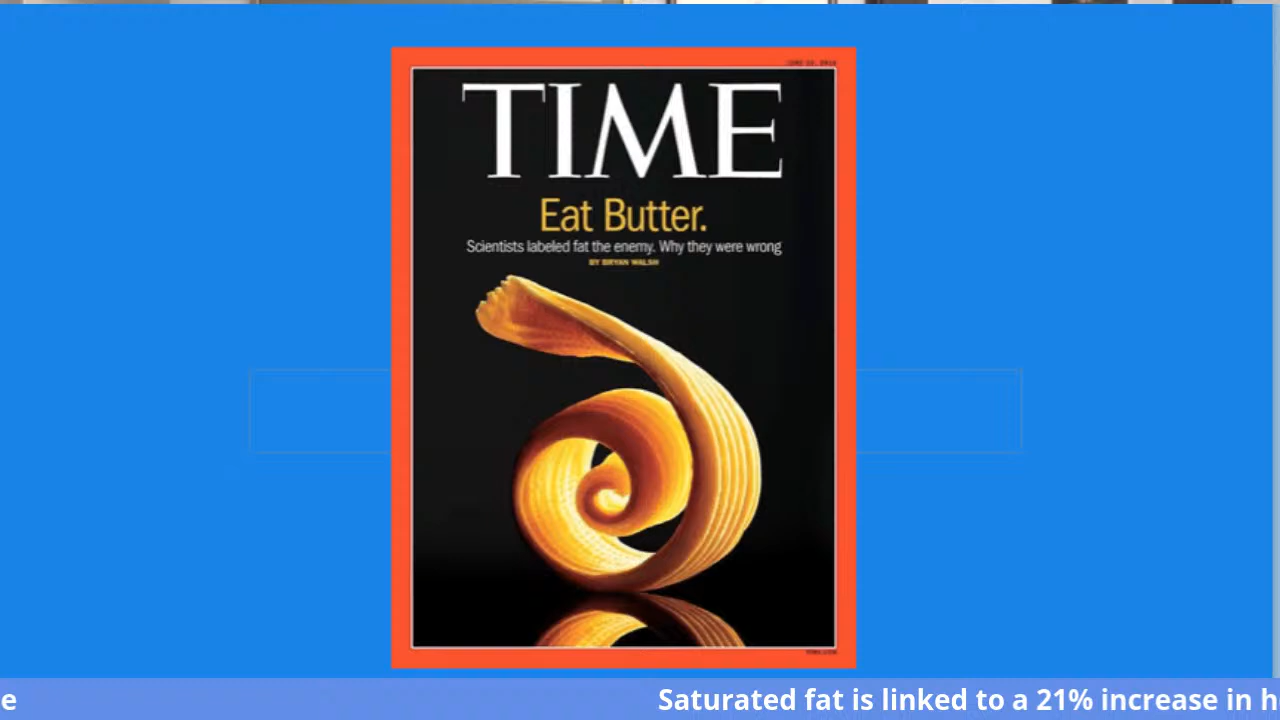 TIME
Eat Butter.
Scientists labeled fat the enemy. Why they were wrong
BY BRYAN WALSH
e
Saturated fat is linked to a 21% increase in h